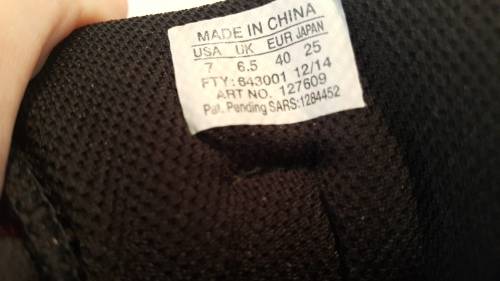 MADE IN CHINA
USA UK EUR JAPAN
7 6.5 40 25
FTY: 643001 12/14
ART NO. 127609
Pat. Pending SARS:1284452